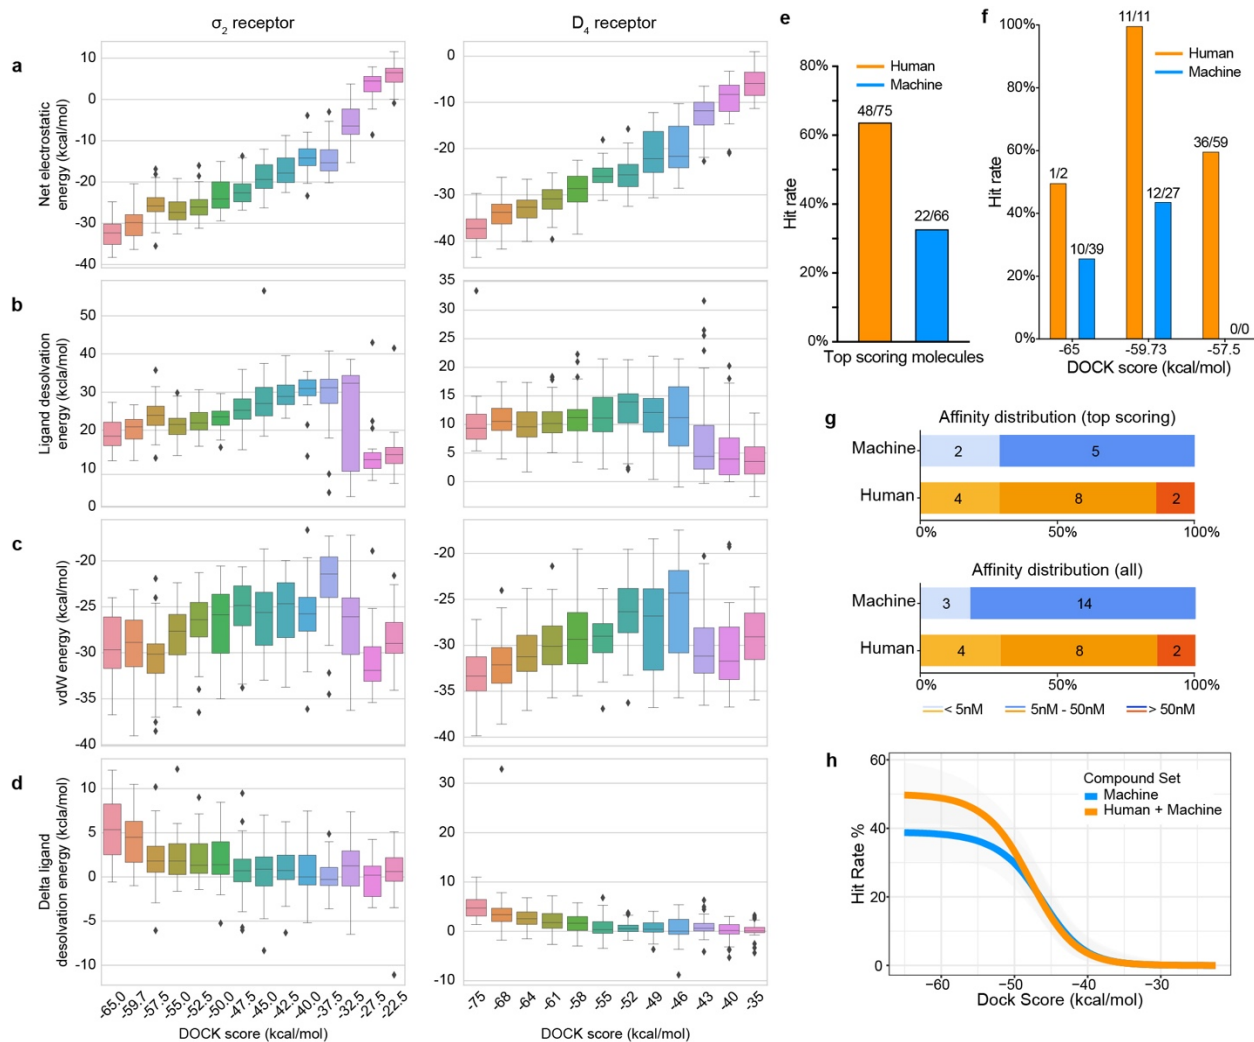 σ2 receptor
D4 receptor
a
Net electrostatic
energy (kcal/mol)
10
0
-10
-20
-30
-40
0
-10
-20
-30
-40
b
Ligand desolvation
energy (kcla/mol)
50
40
30
20
10
0
35
30
25
20
15
10
5
0
c
vdW energy (kcal/mol)
-20
-25
-30
-35
-40
-20
-25
-30
-35
-40
d
Delta ligand
desolvation energy (kcla/mol)
10
5
0
-5
-10
30
20
10
0
-10
-65.0
-59.7
-57.5
-55.0
-52.5
-50.0
-47.5
-45.0
-42.5
-40.0
-37.5
-32.5
-27.5
-22.5
DOCK score (kcal/mol)
-75
-68
-64
-61
-58
-55
-52
-49
-46
-43
-40
-35
DOCK score (kcal/mol)
e
Human
Machine
Hit rate
80%
60%
40%
20%
0%
48/75
22/66
Top scoring molecules
f
Human
Machine
Hit rate
100%
80%
60%
40%
20%
0%
1/2
10/39
11/11
12/27
36/59
0/0
-65
-59.73
-57.5
DOCK score (kcal/mol)
g
Affinity distribution (top scoring)
Machine
2
5
Human
4
8
2
0%
50%
100%
Affinity distribution (all)
Machine
3
14
Human
4
8
2
0%
50%
100%
< 5nM
5nM - 50nM
> 50nM
h
Hit Rate %
60
40
20
0
Compound Set
Machine
Human + Machine
-60
-50
-40
-30
Dock Score (kcal/mol)